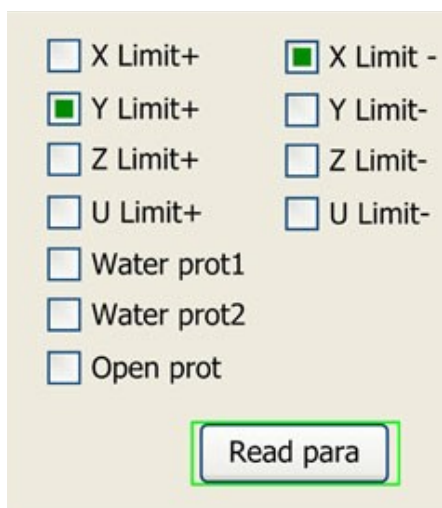 X Limit+ X Limit -
Y Limit+ Y Limit-
Z Limit+ Z Limit-
U Limit+ U Limit-
Water prot1
Water prot2
Open prot
Read para